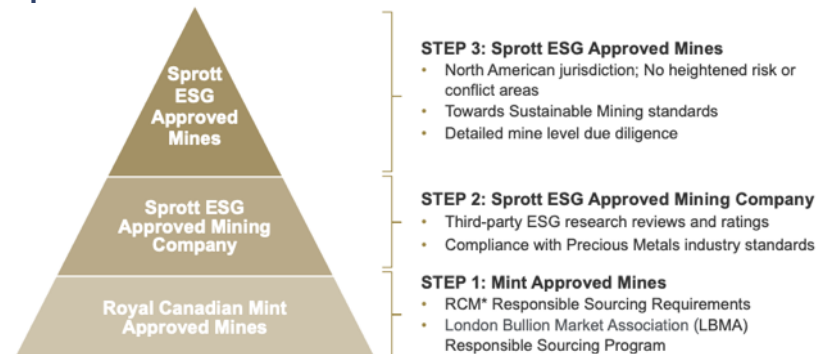 Sprott
ESG
Approved
Mines
STEP 3: Sprott ESG Approved Mines
• North American jurisdiction; No heightened risk or
conflict areas
• Towards Sustainable Mining standards
• Detailed mine level due diligence
Sprott ESG
Approved Mining
Company
STEP 2: Sprott ESG Approved Mining Company
• Third-party ESG research reviews and ratings
• Compliance with Precious Metals industry standards
Royal Canadian Mint
Approved Mines
STEP 1: Mint Approved Mines
• RCM* Responsible Sourcing Requirements
• London Bullion Market Association (LBMA)
Responsible Sourcing Program